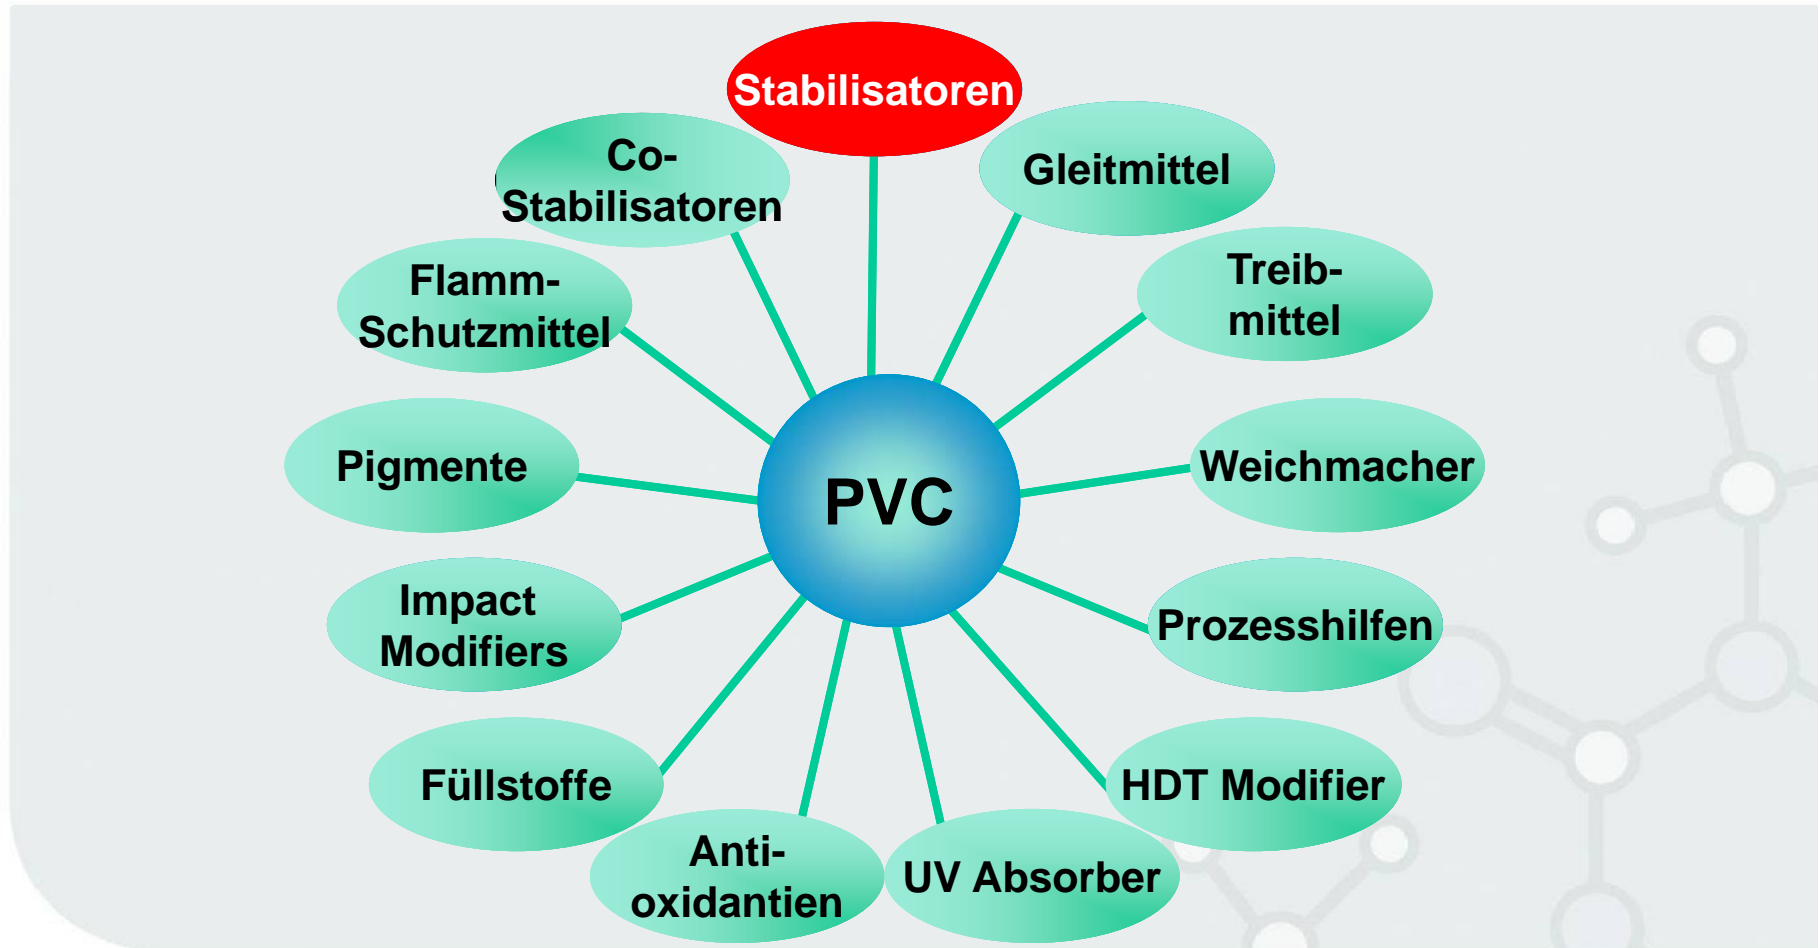 Stabilisatoren
Co-
Stabilisatoren
Gleitmittel
Flamm-
Schutzmittel
Treib-
mittel
Pigmente
PVC
Weichmacher
Impact
Modifiers
Prozesshilfen
Füllstoffe
HDT Modifier
Anti-
oxidantien
UV Absorber